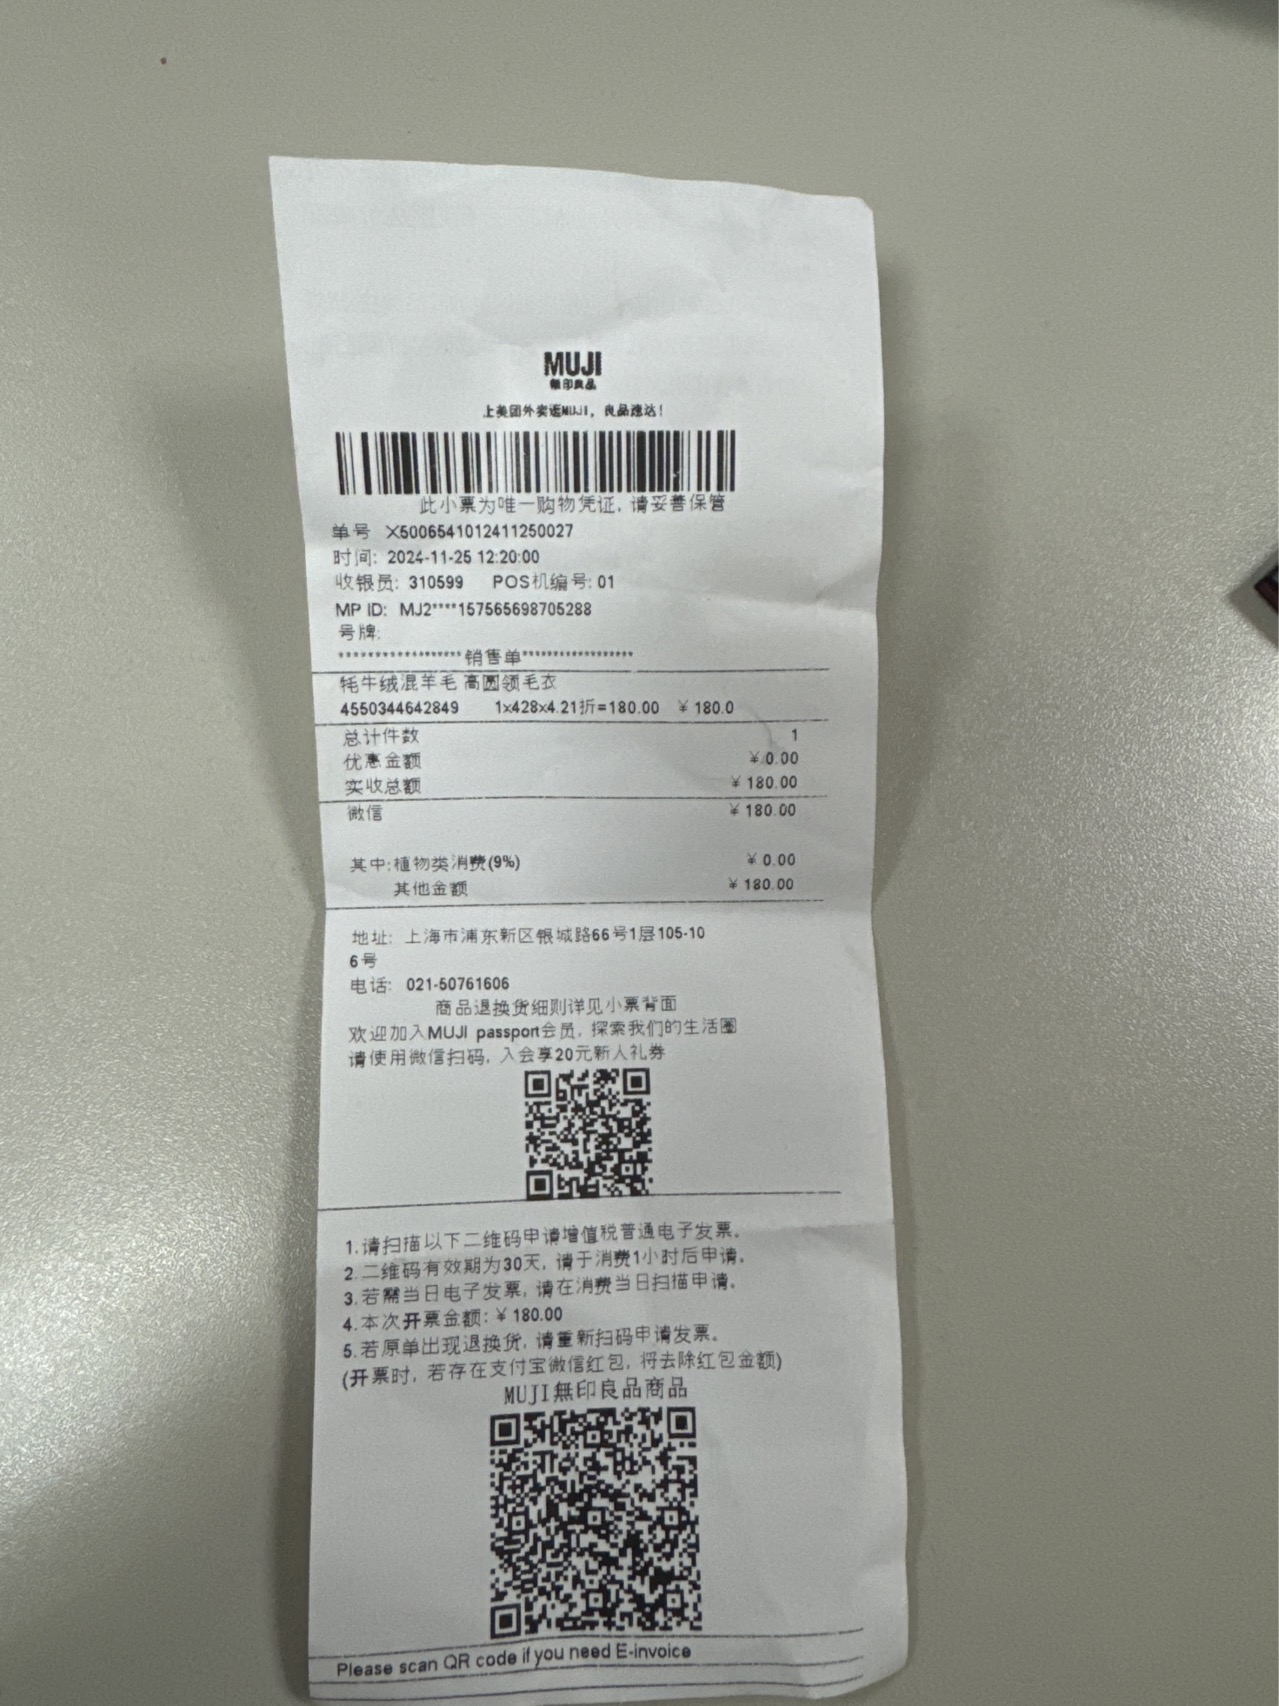 MUJI
無印良品
上美团外卖逛MUJI，良品速达！
此小票为唯一购物凭证，请妥善保管
单号 X5006541012411250027
时间: 2024-11-25 12:20:00
收银员: 310599 POS机编号: 01
MP ID: MJ2****157565698705288
号牌:
******************销售单******************
牦牛绒混羊毛 高圆领毛衣
4550344642849 1x428x4.21折=180.00 ￥180.0
总计件数 1
优惠金额 ￥0.00
实收总额 ￥180.00
微信 ￥180.00
其中:植物类消费(9%) ￥0.00
其他金额 ￥180.00
地址: 上海市浦东新区银城路66号1层105-10
6号
电话: 021-50761606
商品退换货细则详见小票背面
欢迎加入MUJI passport会员, 探索我们的生活圈
请使用微信扫码, 入会享20元新人礼券
1.请扫描以下二维码申请增值税普通电子发票。
2.二维码有效期为30天, 请于消费1小时后申请。
3.若需当日电子发票, 请在消费当日扫描申请。
4.本次开票金额:￥180.00
5.若原单出现退换货, 请重新扫码申请发票。
(开票时, 若存在支付宝微信红包, 将去除红包金额)
MUJI無印良品商品
Please scan QR code if you need E-invoice